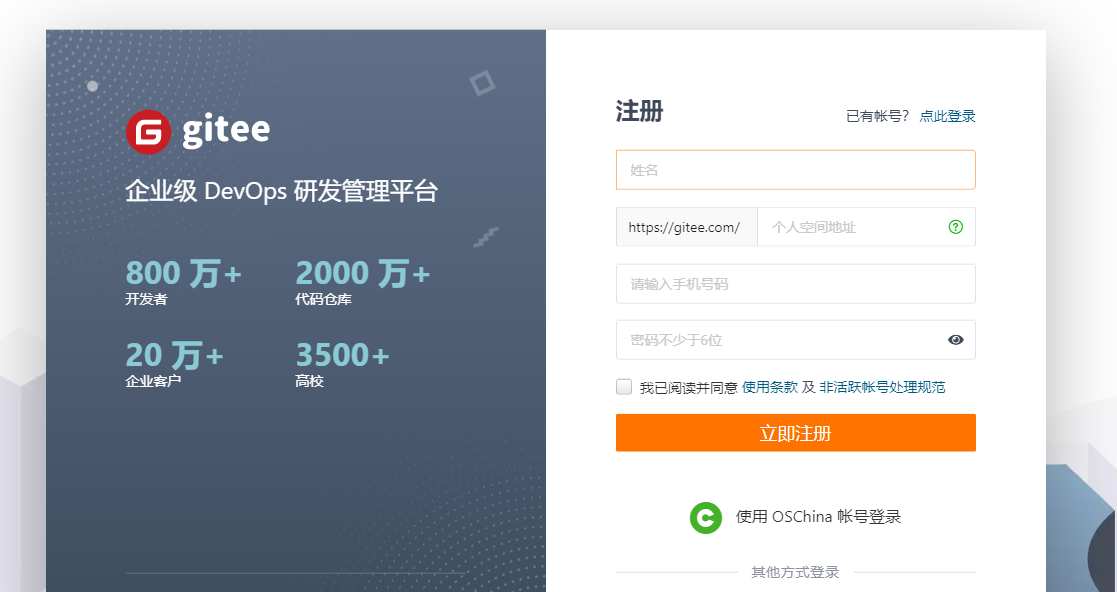 gitee
企业级 DevOps 研发管理平台
800 万+
开发者
2000 万+
代码仓库
20 万+
企业客户
3500+
高校
注册
已有帐号? 点此登录
姓名
https://gitee.com/ 个人空间地址
请输入手机号码
密码不少于6位
我已阅读并同意 使用条款 及 非活跃帐号处理规范
立即注册
使用 OSChina 帐号登录
其他方式登录